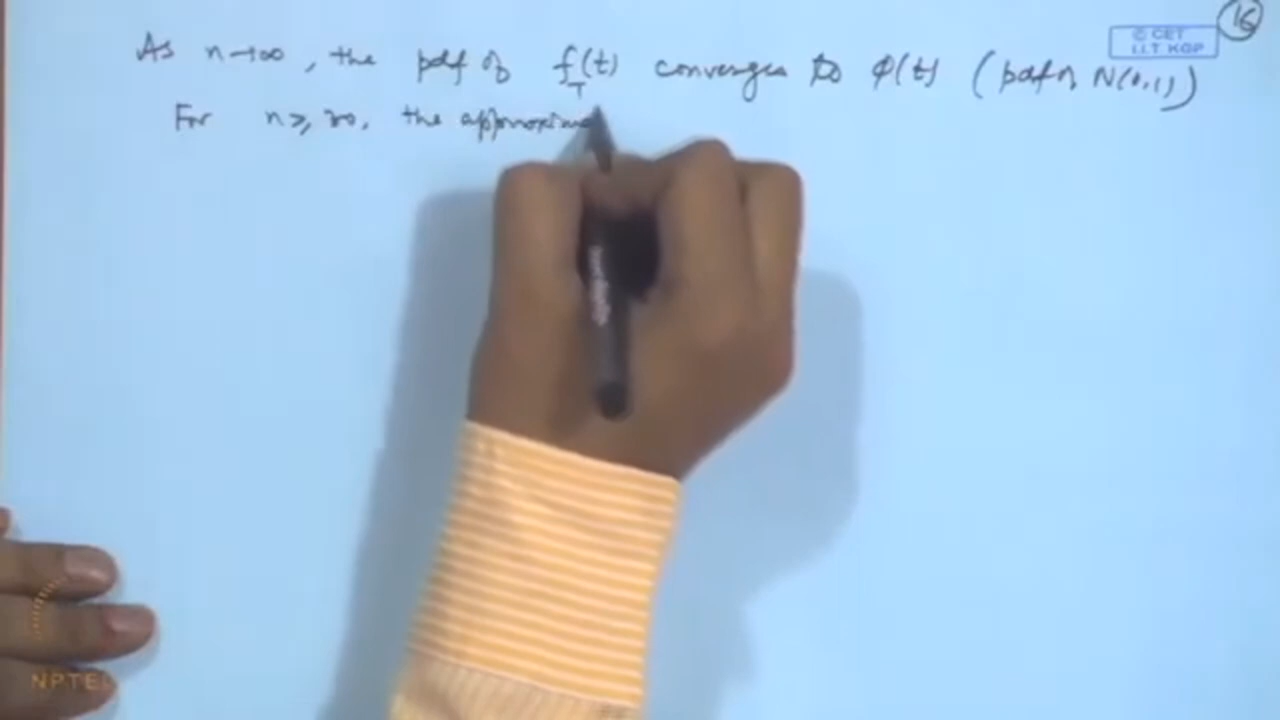 16
© CET
I.I.T KGP
As n→∞, the pdf of f_T(t) converges to φ(t) (pdf of N(0,1))
For n ≥ 30, the approxima
NPTEL